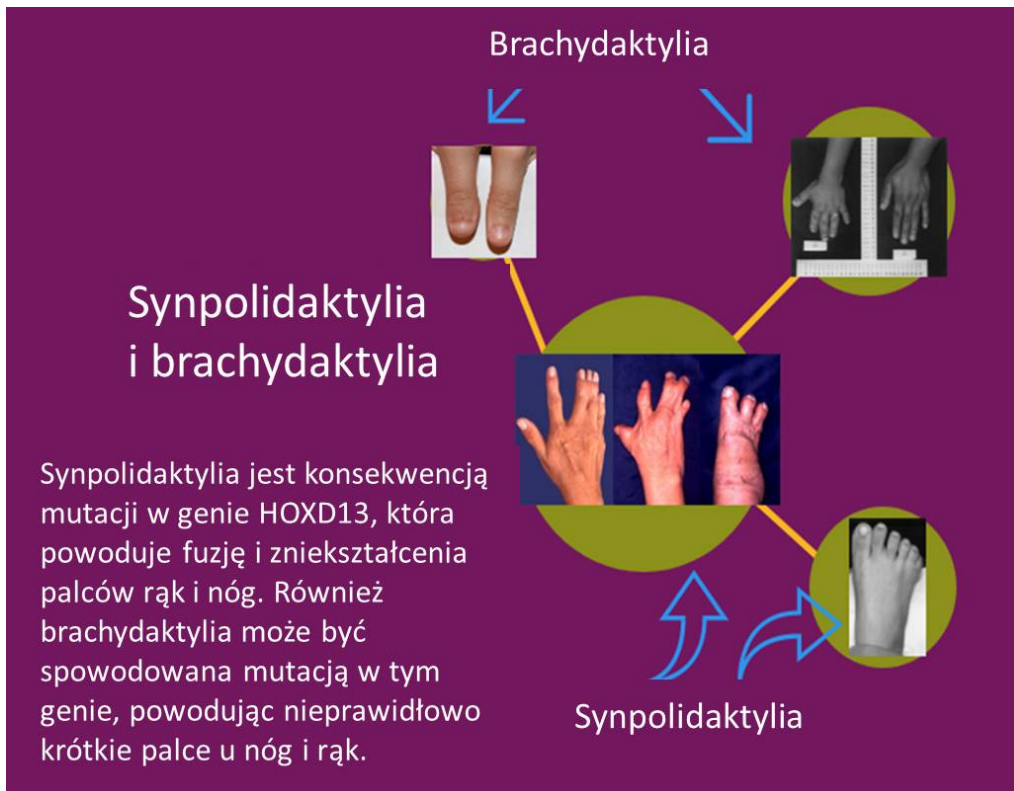 Brachydaktylia
Synpolidaktylia
i brachydaktylia
Synpolidaktylia jest konsekwencją
mutacji w genie HOXD13, która
powoduje fuzję i zniekształcenia
palców rąk i nóg. Również
brachydaktylia może być
spowodowana mutacją w tym
genie, powodując nieprawidłowo
krótkie palce u nóg i rąk.
Synpolidaktylia